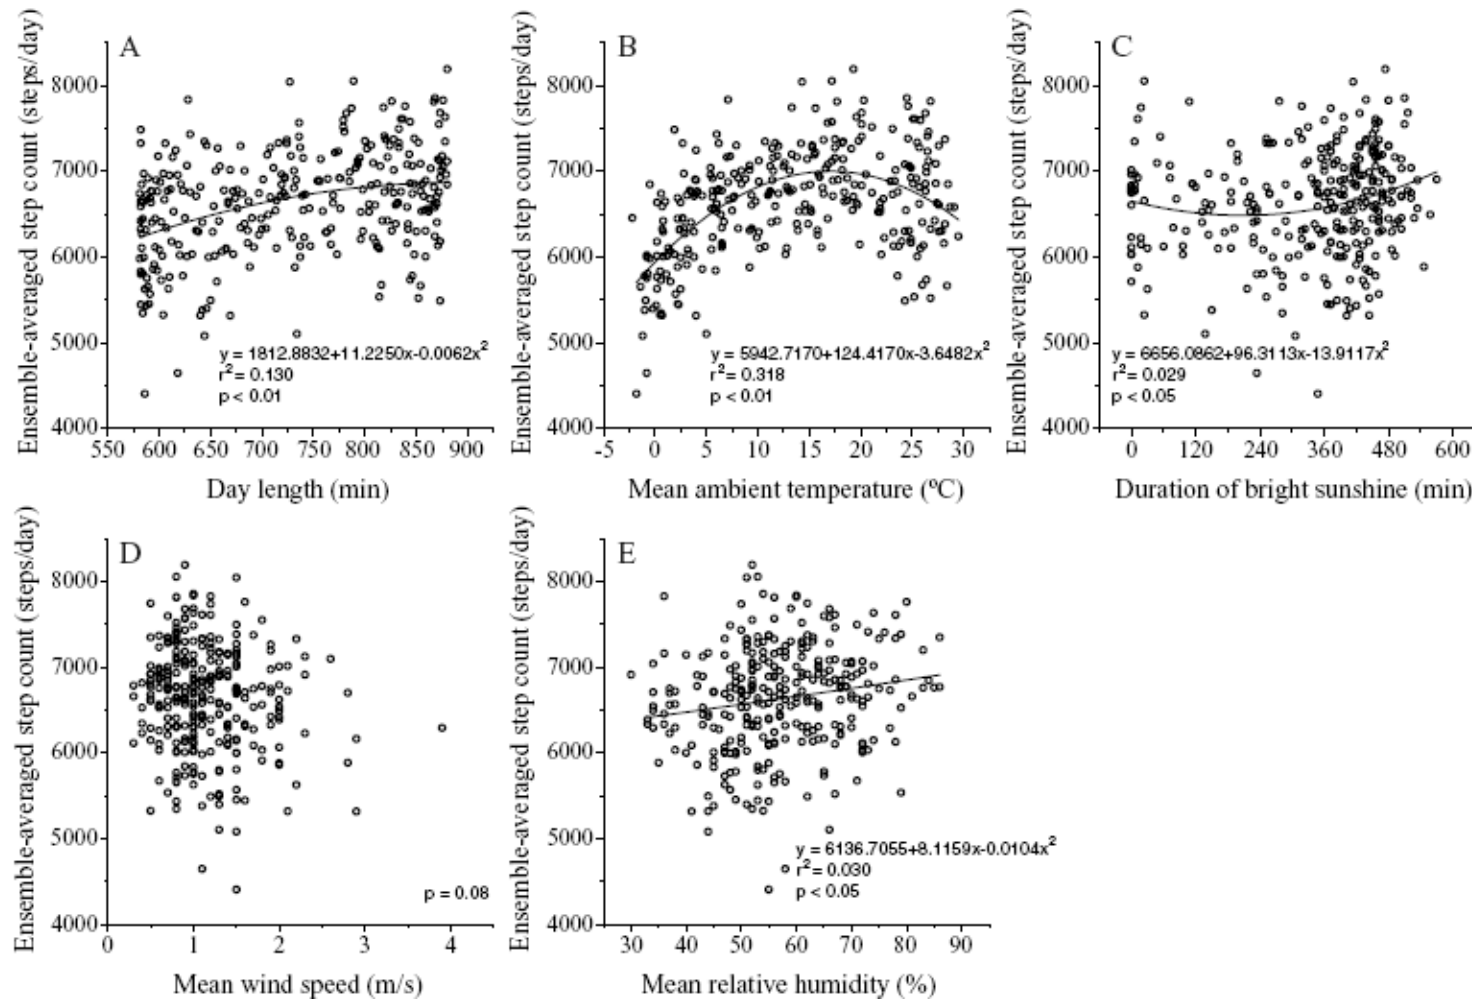 A
Ensemble-averaged step count (steps/day)
8000
7000
6000
5000
4000
y = 1812.8832+11.2250x-0.0062x²
r² = 0.130
p < 0.01
550 600 650 700 750 800 850 900
Day length (min)
B
Ensemble-averaged step count (steps/day)
8000
7000
6000
5000
4000
y = 5942.7170+124.4170x-3.6482x²
r² = 0.318
p < 0.01
-5 0 5 10 15 20 25 30
Mean ambient temperature (ºC)
C
Ensemble-averaged step count (steps/day)
8000
7000
6000
5000
4000
y = 6656.0862+96.3113x-13.9117x²
r² = 0.029
p < 0.05
0 120 240 360 480 600
Duration of bright sunshine (min)
D
Ensemble-averaged step count (steps/day)
8000
7000
6000
5000
4000
p = 0.08
0 1 2 3 4
Mean wind speed (m/s)
E
Ensemble-averaged step count (steps/day)
8000
7000
6000
5000
4000
y = 6136.7055+8.1159x-0.0104x²
r² = 0.030
p < 0.05
30 40 50 60 70 80 90
Mean relative humidity (%)